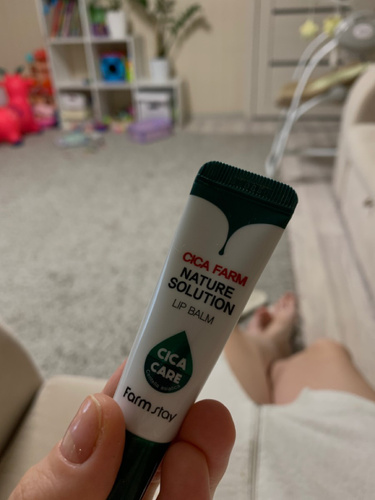 CICA FARM
NATURE
SOLUTION
LIP BALM
CICA
CARE
Farmstay